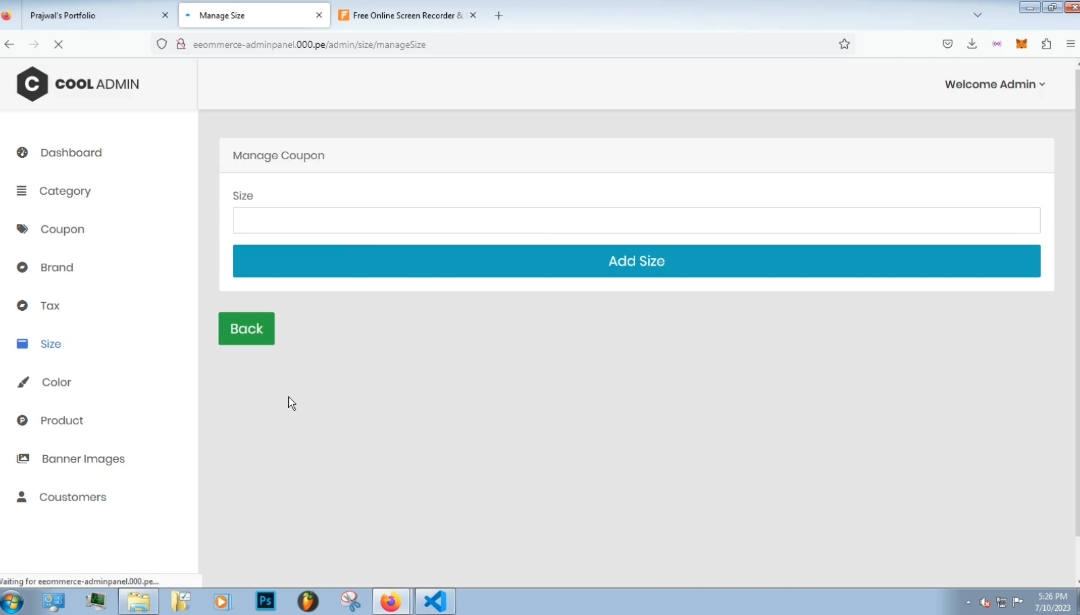 Prajwal's Portfolio
Manage Size
Free Online Screen Recorder &
eeommerce-adminpanel.000.pe/admin/size/manageSize
C COOL ADMIN
Welcome Admin
Dashboard
Category
Coupon
Brand
Tax
Size
Color
Product
Banner Images
Coustomers
Manage Coupon
Size
Add Size
Back
Waiting for eeommerce-adminpanel.000.pe...
Ps
5:26 PM
7/10/2023